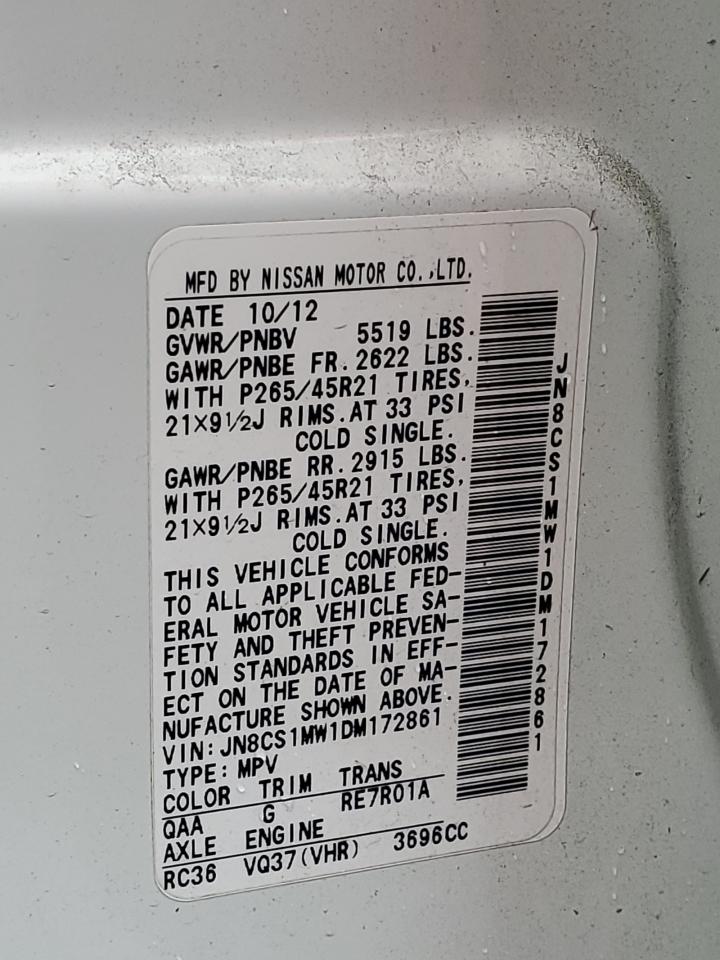 MFD BY NISSAN MOTOR CO.,LTD.
DATE 10/12
GVWR/PNBV 5519 LBS.
GAWR/PNBE FR. 2622 LBS.
WITH P265/45R21 TIRES,
21×9½J RIMS.AT 33 PSI
COLD SINGLE.
GAWR/PNBE RR. 2915 LBS.
WITH P265/45R21 TIRES,
21×9½J RIMS.AT 33 PSI
COLD SINGLE.
THIS VEHICLE CONFORMS
TO ALL APPLICABLE FED-
ERAL MOTOR VEHICLE SA-
FETY AND THEFT PREVEN-
TION STANDARDS IN EFF-
ECT ON THE DATE OF MA-
NUFACTURE SHOWN ABOVE.
VIN: JN8CS1MW1DM172861
TYPE: MPV
COLOR TRIM TRANS
QAA G RE7R01A
AXLE ENGINE
RC36 VQ37(VHR) 3696CC
JN8CS1MW1DM172861